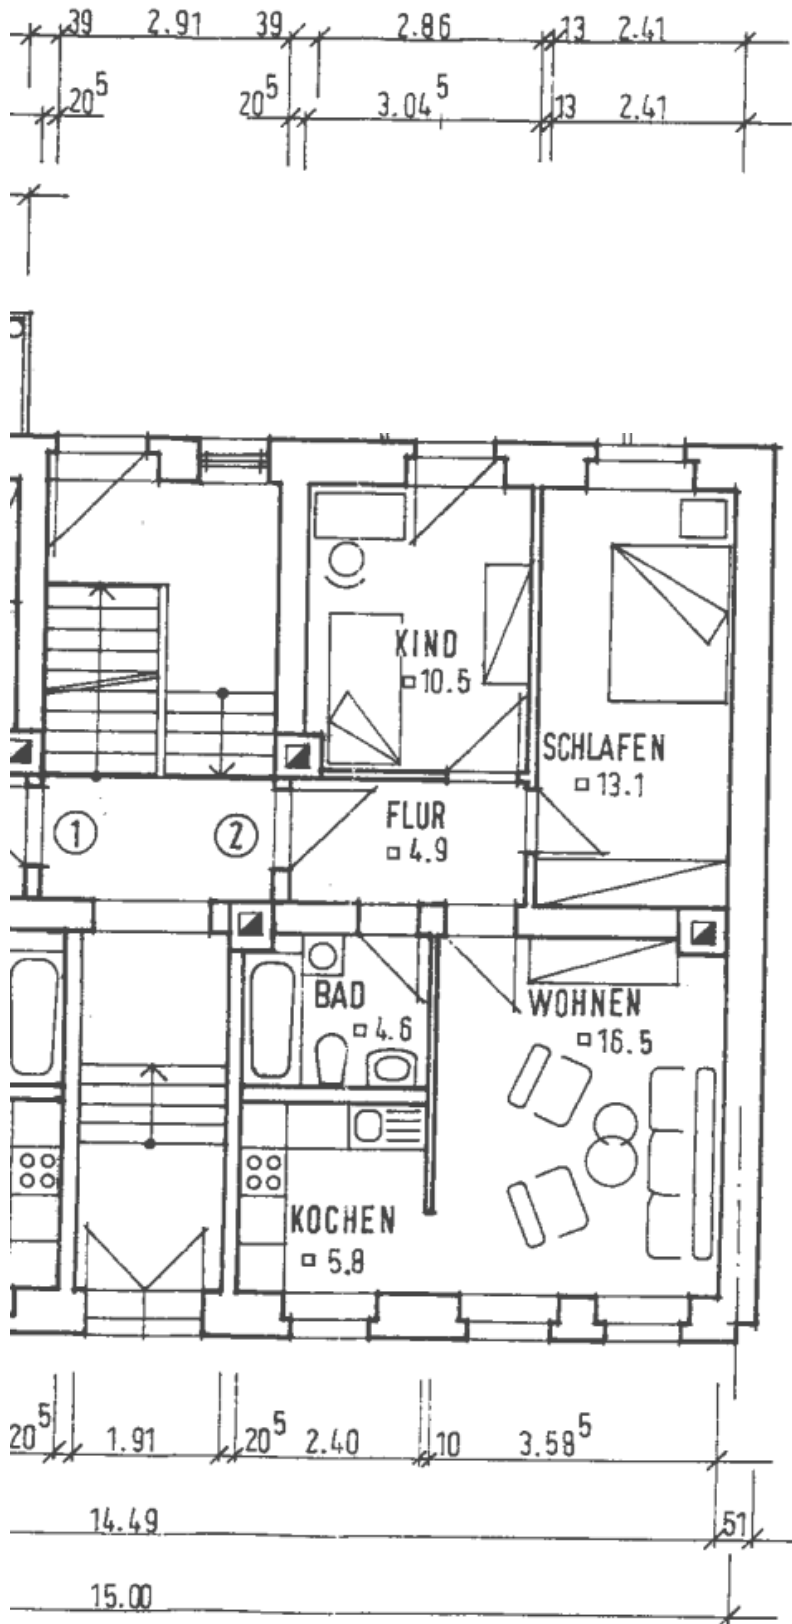 39 2.91 39 2.86 13 2.41
20⁵ 20⁵ 3.04⁵ 13 2.41
KIND
10.5
SCHLAFEN
13.1
FLUR
4.9
1 2
BAD
4.6
WOHNEN
16.5
KOCHEN
5.8
20⁵ 1.91 20⁵ 2.40 10 3.58⁵
14.49 51
15.00